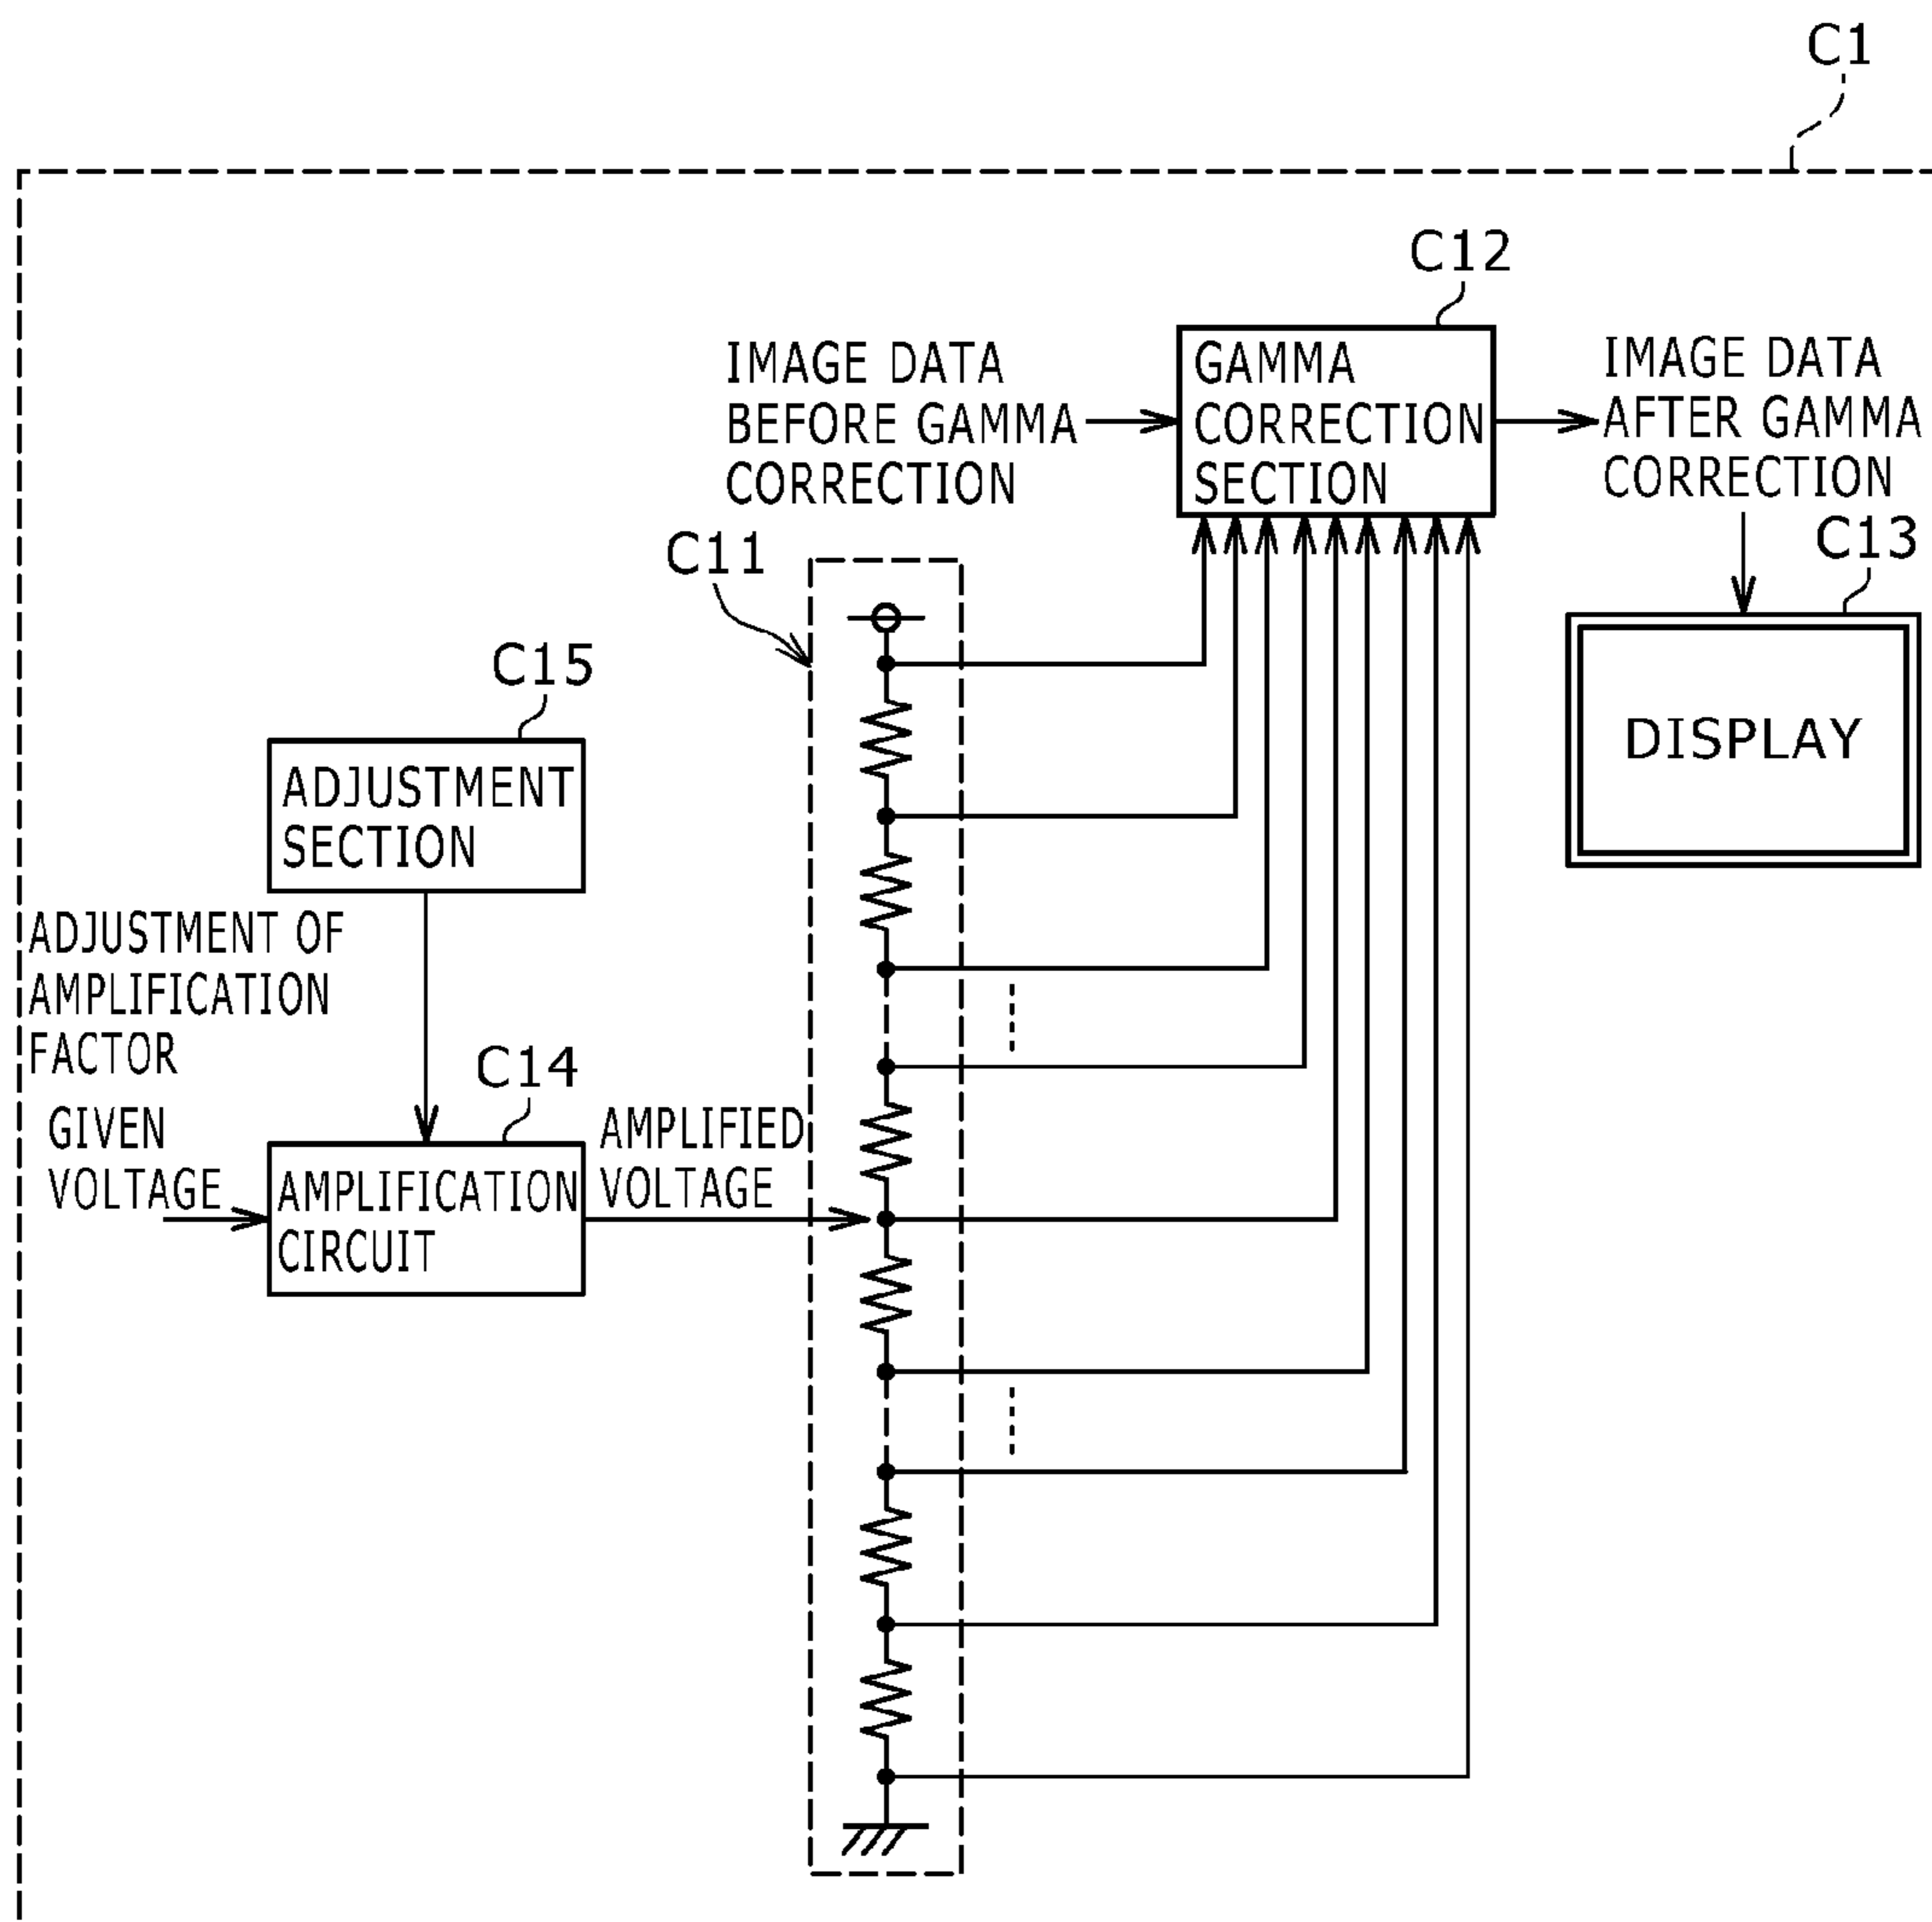 C1
C12
IMAGE DATA
BEFORE GAMMA
CORRECTION
GAMMA
CORRECTION
SECTION
IMAGE DATA
AFTER GAMMA
CORRECTION
C11
C13
DISPLAY
C15
ADJUSTMENT
SECTION
ADJUSTMENT OF
AMPLIFICATION
FACTOR
C14
GIVEN
VOLTAGE
AMPLIFICATION
CIRCUIT
AMPLIFIED
VOLTAGE